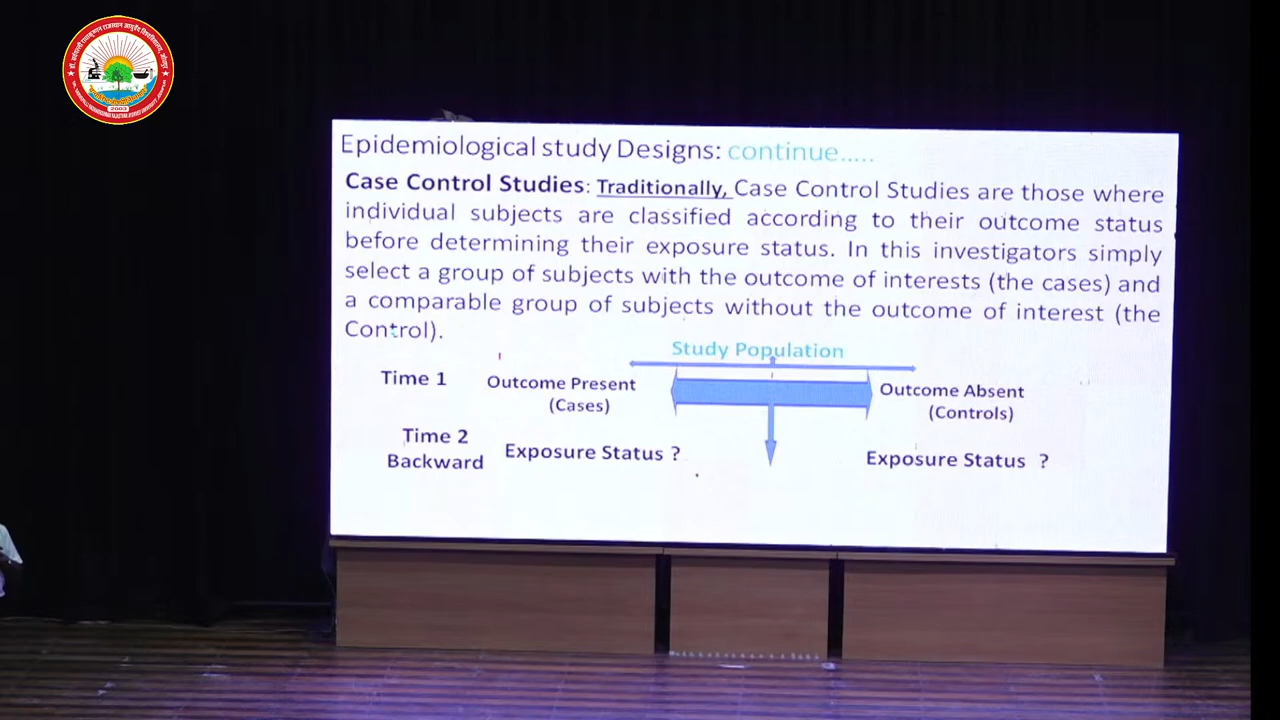 2003
Epidemiological study Designs: continue.....
Case Control Studies: Traditionally, Case Control Studies are those where
individual subjects are classified according to their outcome status
before determining their exposure status. In this investigators simply
select a group of subjects with the outcome of interests (the cases) and
a comparable group of subjects without the outcome of interest (the
Control).
Study Population
Time 1
Outcome Present
(Cases)
Outcome Absent
(Controls)
Time 2
Backward
Exposure Status ?
Exposure Status ?